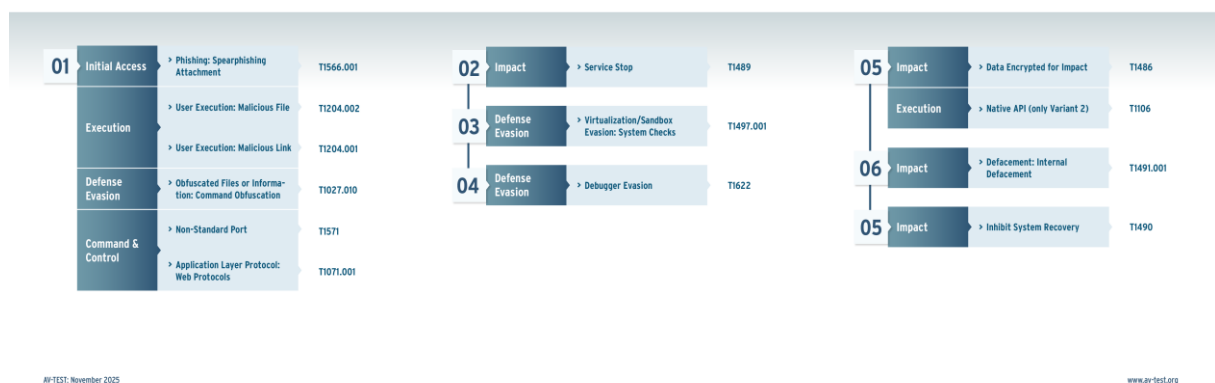 01
Initial Access
> Phishing: Spearphishing
Attachment
T1566.001
Execution
> User Execution: Malicious File
T1204.002
> User Execution: Malicious Link
T1204.001
Defense
Evasion
> Obfuscated Files or Informa-
tion: Command Obfuscation
T1027.010
Command &
Control
> Non-Standard Port
T1571
> Application Layer Protocol:
Web Protocols
T1071.001
02
Impact
> Service Stop
T1489
03
Defense
Evasion
> Virtualization/Sandbox
Evasion: System Checks
T1497.001
04
Defense
Evasion
> Debugger Evasion
T1622
05
Impact
> Data Encrypted for Impact
T1486
Execution
> Native API (only Variant 2)
T1106
06
Impact
> Defacement: Internal
Defacement
T1491.001
05
Impact
> Inhibit System Recovery
T1490
AV-TEST: November 2025
www.av-test.org